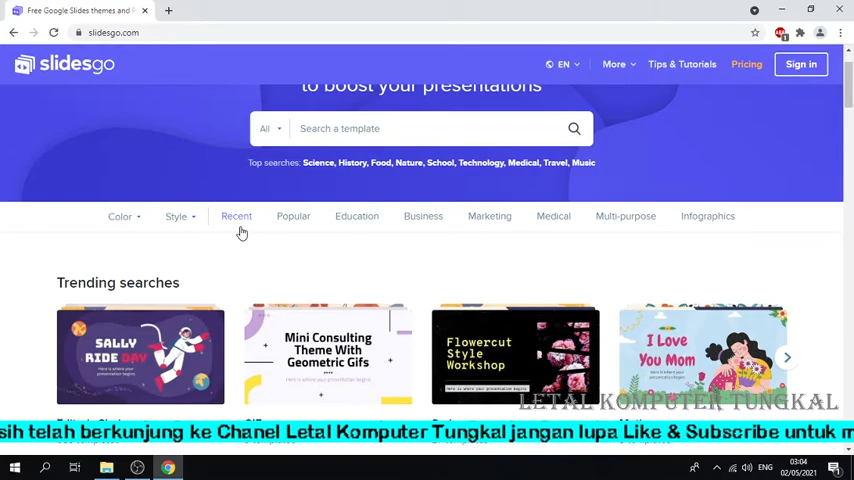 Free Google Slides themes and P
slidesgo.com
slidesgo
EN
More
Tips & Tutorials
Pricing
Sign in
to boost your presentations
All
Search a template
Top searches: Science, History, Food, Nature, School, Technology, Medical, Travel, Music
Color
Style
Recent
Popular
Education
Business
Marketing
Medical
Multi-purpose
Infographics
Trending searches
SALLY
RIDE DAY
Here is where your presentation begins
Mini Consulting
Theme With
Geometric Gifs
Here is where your presentation begins
Flowercut
Style
Workshop
Here is where your presentation begins
I Love
You Mom
Here is where your presentation begins
LETAL KOMPUTER TUNGKAL
sih telah berkunjung ke Chanel Letal Komputer Tungkal jangan lupa Like & Subscribe untuk m
ENG
03:04
02/05/2021